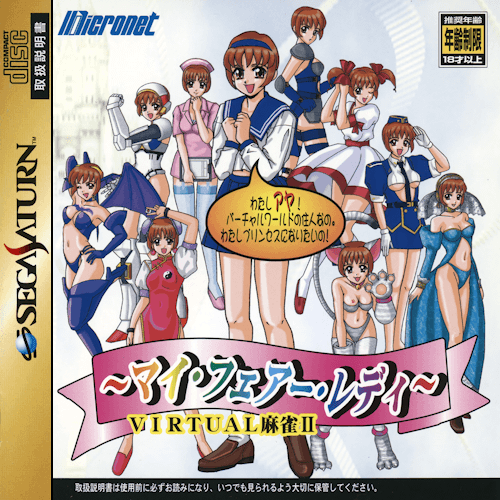 COMPACT
disc
取扱説明書
Micronet
推奨年齢
年齢制限
18才以上
SEGA SATURN™
わたしアヤ!
バーチャルワールドの住人なの。
わたしプリンセスになりたいの!
～マイ・フェアー・レディ～
VIRTUAL麻雀II
取扱説明書は使用前に必ずお読みになり、いつでも見られるよう大切に保管してください。